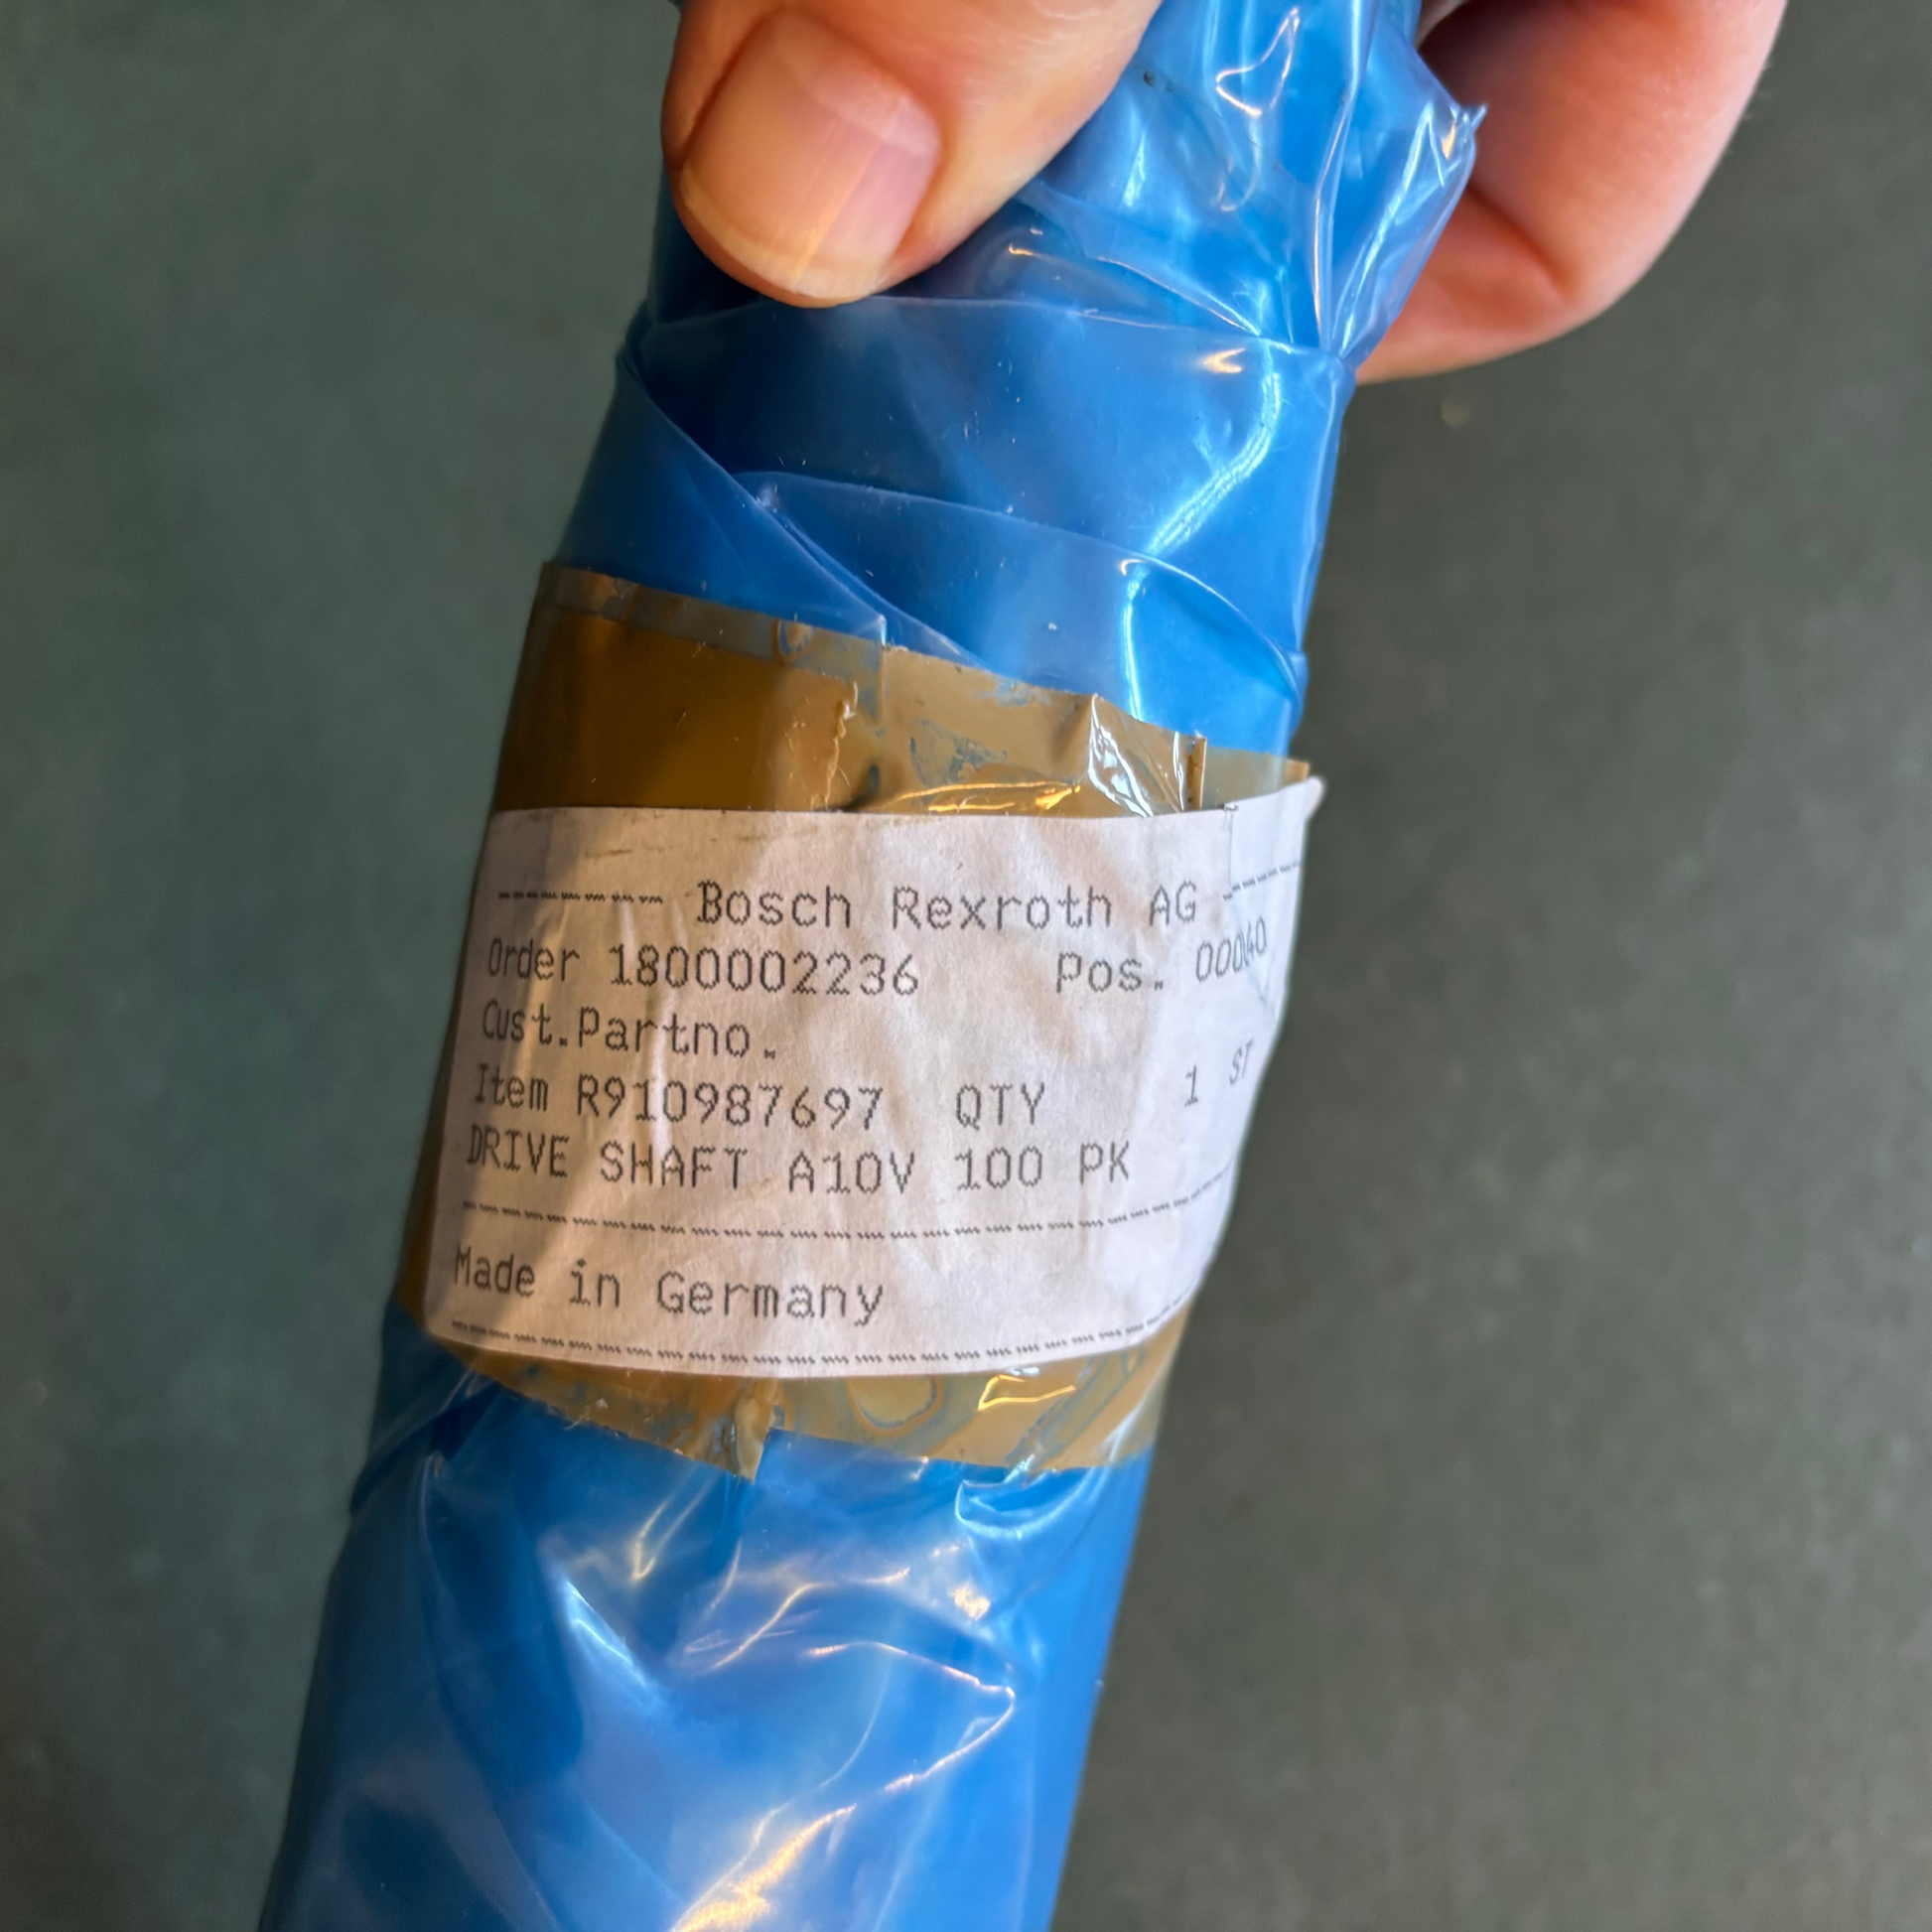 ------- Bosch Rexroth AG ----
Order 1800002236 Pos. 000040
Cust.Partno.
Item R910987697 QTY 1 ST
DRIVE SHAFT A10V 100 PK
Made in Germany